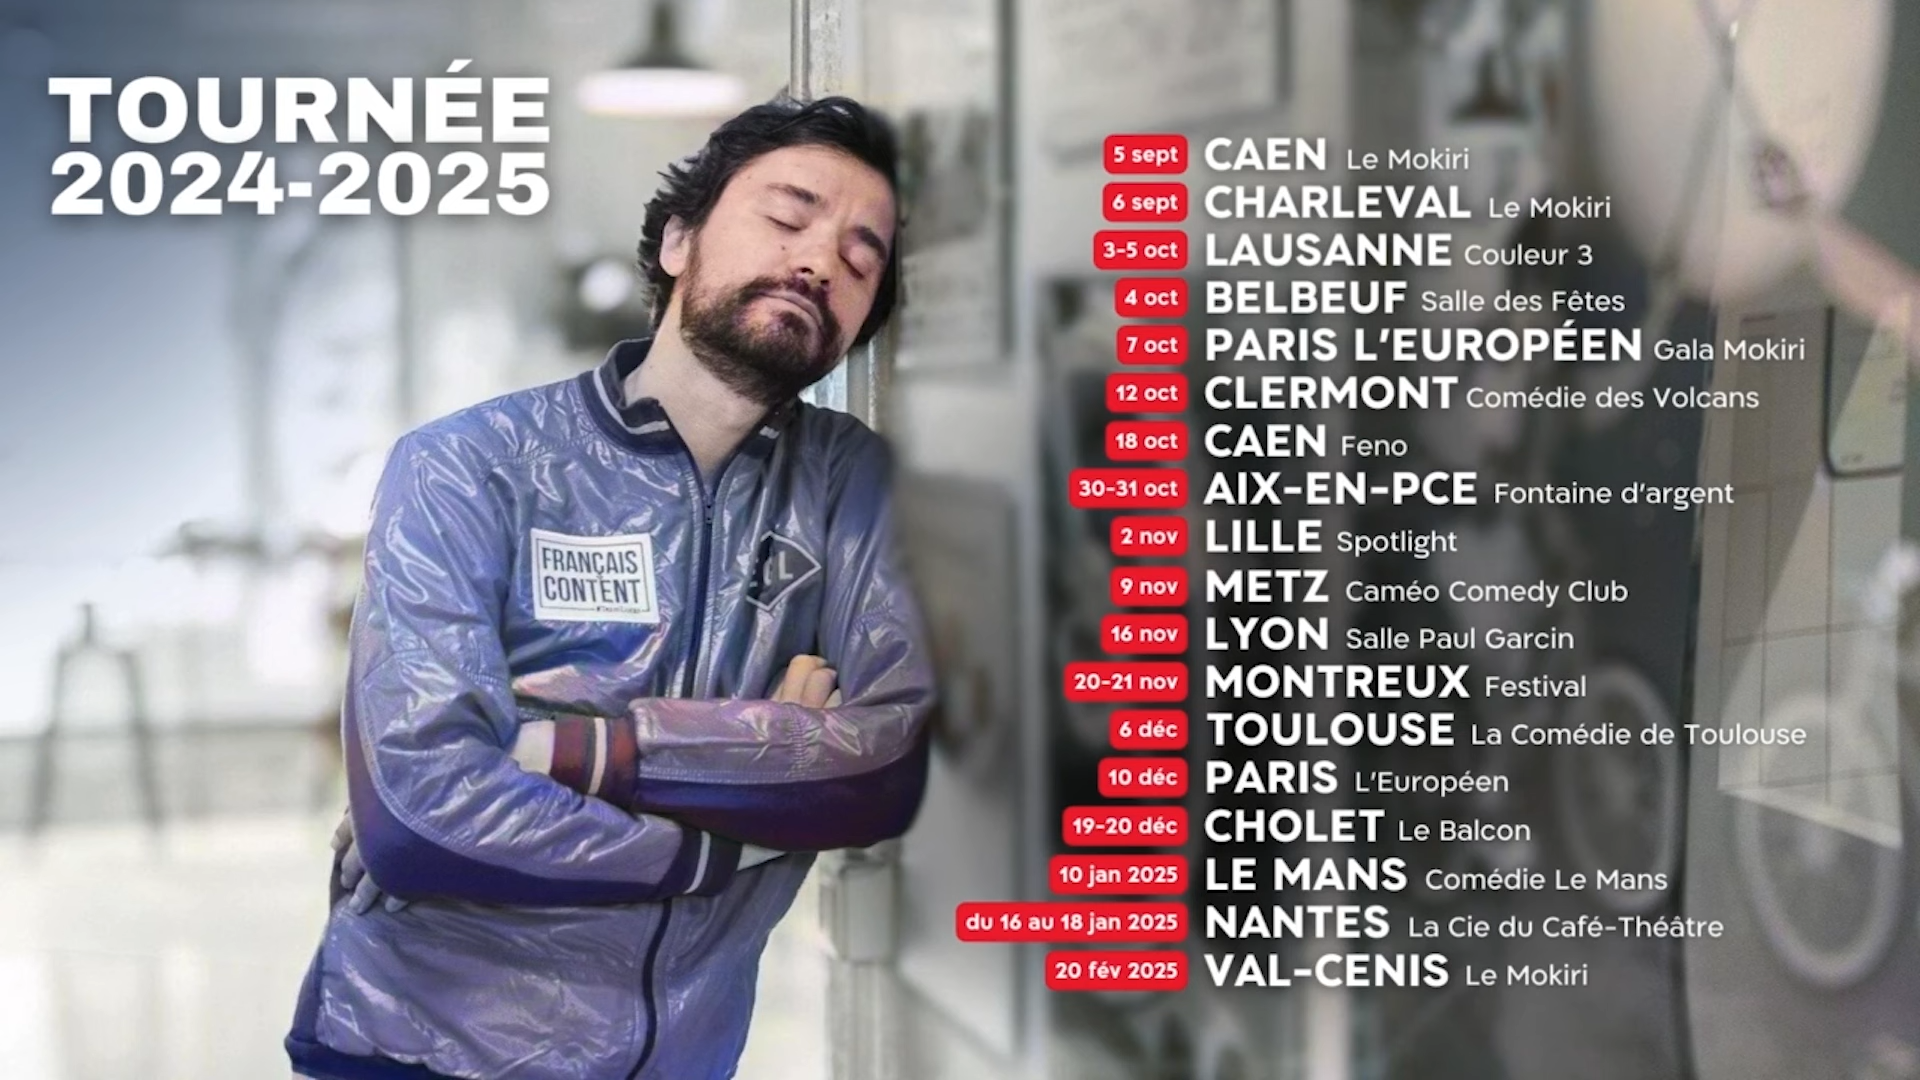 TOURNÉE
2024-2025
FRANÇAIS
CONTENT
5 sept CAEN Le Mokiri
6 sept CHARLEVAL Le Mokiri
3-5 oct LAUSANNE Couleur 3
4 oct BELBEUF Salle des Fêtes
7 oct PARIS L'EUROPÉEN Gala Mokiri
12 oct CLERMONT Comédie des Volcans
18 oct CAEN Feno
30-31 oct AIX-EN-PCE Fontaine d'argent
2 nov LILLE Spotlight
9 nov METZ Caméo Comedy Club
16 nov LYON Salle Paul Garcin
20-21 nov MONTREUX Festival
6 déc TOULOUSE La Comédie de Toulouse
10 déc PARIS L'Européen
19-20 déc CHOLET Le Balcon
10 jan 2025 LE MANS Comédie Le Mans
du 16 au 18 jan 2025 NANTES La Cie du Café-Théâtre
20 fév 2025 VAL-CENIS Le Mokiri